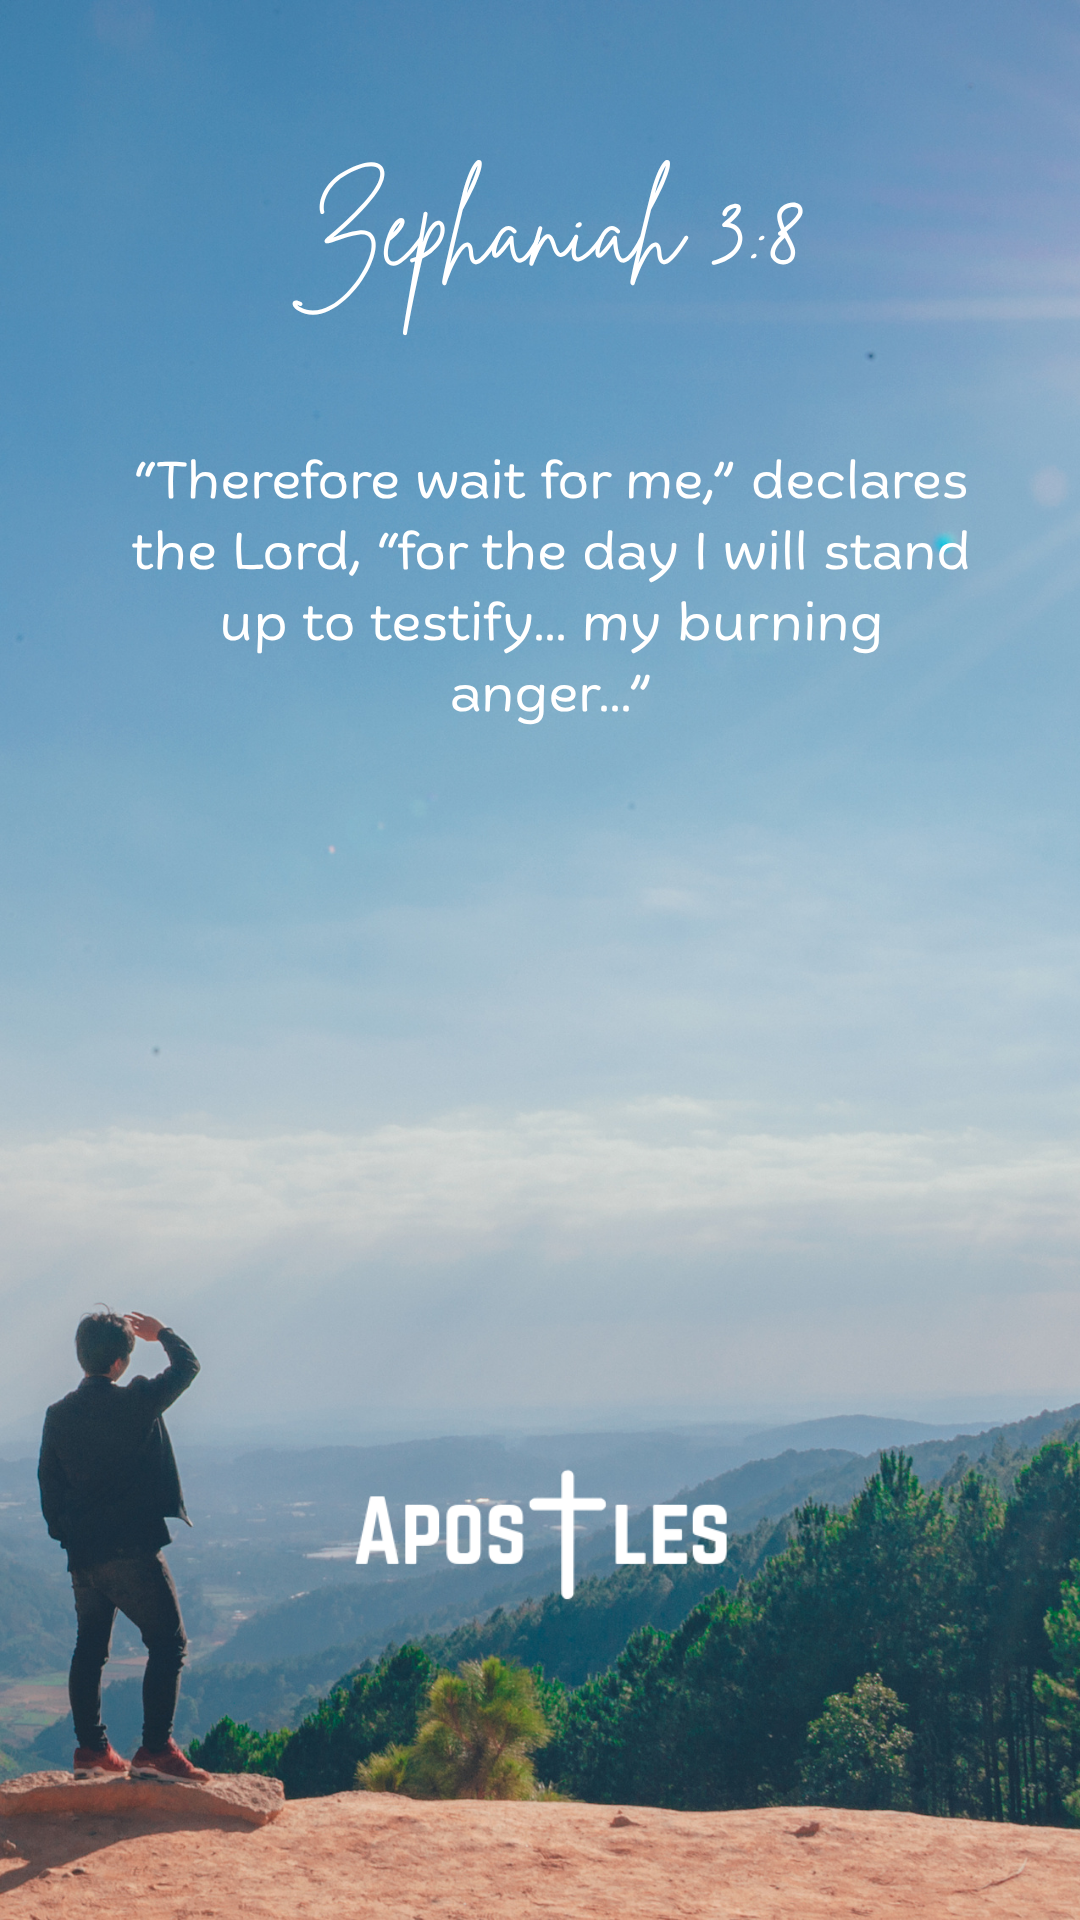 Zephaniah 3:8
“Therefore wait for me,” declares
the Lord, “for the day I will stand
up to testify... my burning
anger...”
APOSTLES